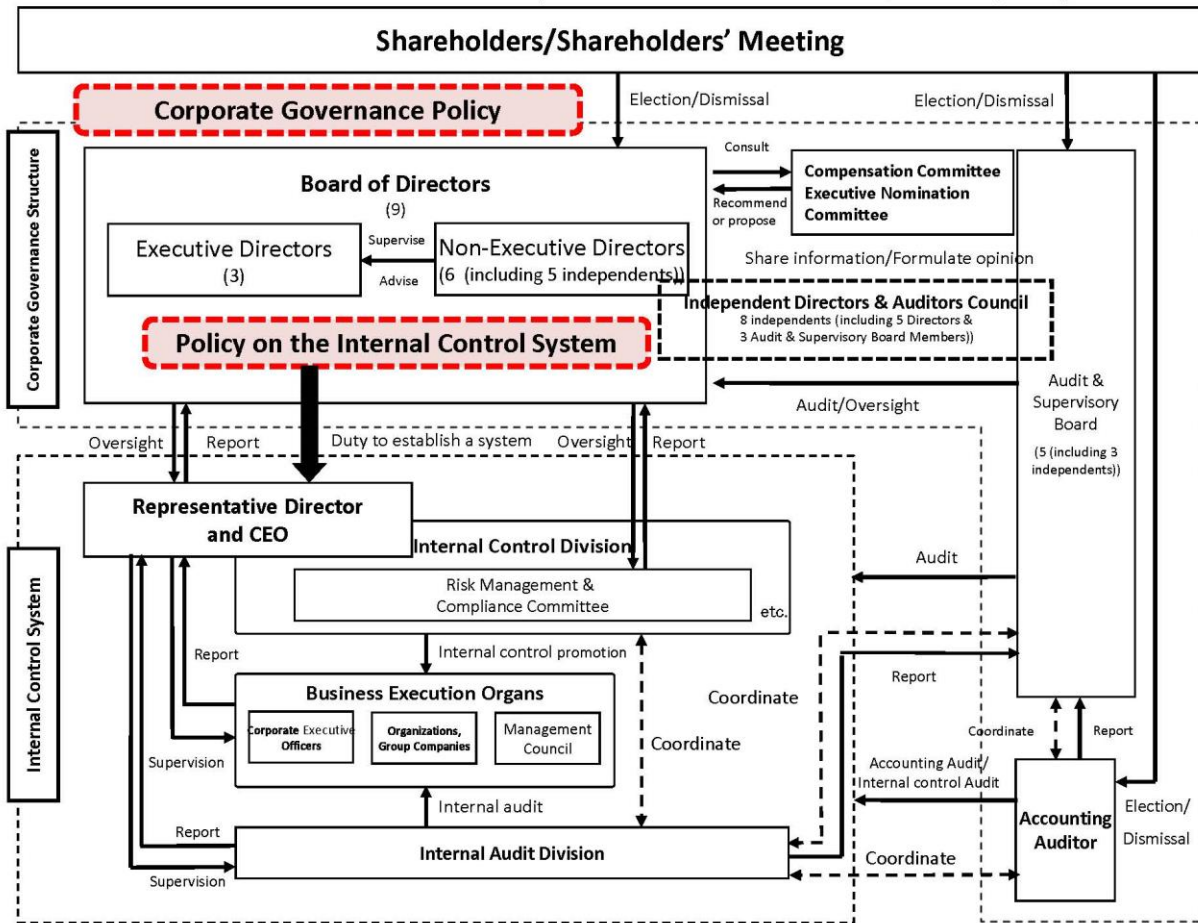 Shareholders/Shareholders' Meeting
Corporate Governance Policy
Election/Dismissal
Election/Dismissal
Corporate Governance Structure
Board of Directors
(9)
Executive Directors
(3)
Supervise
Advise
Non-Executive Directors
(6 (including 5 independents))
Consult
Recommend
or propose
Compensation Committee
Executive Nomination
Committee
Share information/Formulate opinion
Independent Directors & Auditors Council
8 independents (including 5 Directors &
3 Audit & Supervisory Board Members))
Policy on the Internal Control System
Audit/Oversight
Audit &
Supervisory
Board
(5 (including 3
independents))
Oversight
Report
Duty to establish a system
Oversight
Report
Internal Control System
Representative Director
and CEO
Internal Control Division
Risk Management &
Compliance Committee
etc.
Audit
Report
Internal control promotion
Report
Business Execution Organs
Corporate Executive
Officers
Organizations,
Group Companies
Management
Council
Coordinate
Coordinate
Supervision
Coordinate
Report
Accounting Audit/
Internal control Audit
Internal audit
Accounting
Auditor
Election/
Dismissal
Report
Internal Audit Division
Supervision
Coordinate